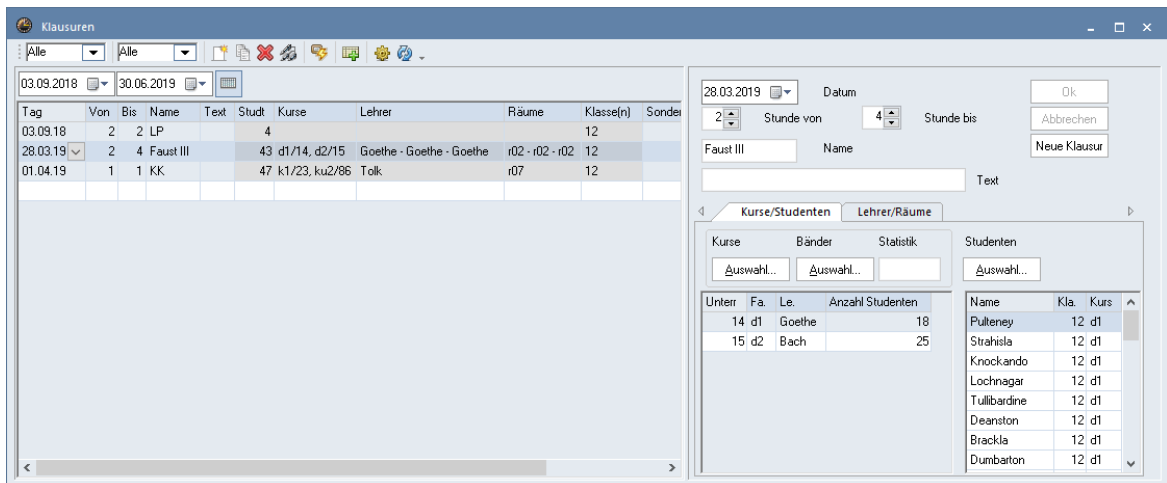 Klausuren
Alle Alle
03.09.2018 30.06.2019
Tag Von Bis Name Text Studt Kurse Lehrer Räume Klasse(n) Sonder
03.09.18 2 2 LP 4 12
28.03.19 2 4 Faust III 43 d1/14, d2/15 Goethe - Goethe - Goethe r02 - r02 - r02 12
01.04.19 1 1 KK 47 k1/23, ku2/86 Tolk r07 12
28.03.2019 Datum Ok
2 Stunde von 4 Stunde bis Abbrechen
Faust III Name Neue Klausur
Text
Kurse/Studenten Lehrer/Räume
Kurse Bänder Statistik Studenten
Auswahl... Auswahl... Auswahl...
Unterr Fa. Le. Anzahl Studenten
14 d1 Goethe 18
15 d2 Bach 25
Name Kla. Kurs
Pulteney 12 d1
Strahisla 12 d1
Knockando 12 d1
Lochnagar 12 d1
Tullibardine 12 d1
Deanston 12 d1
Brackla 12 d1
Dumbarton 12 d1